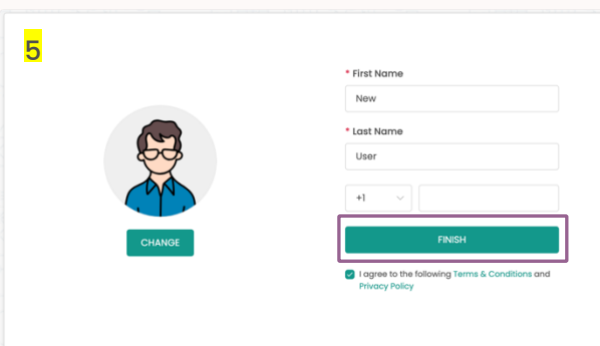 5
* First Name
New
* Last Name
User
+1
CHANGE
FINISH
I agree to the following Terms & Conditions and
Privacy Policy